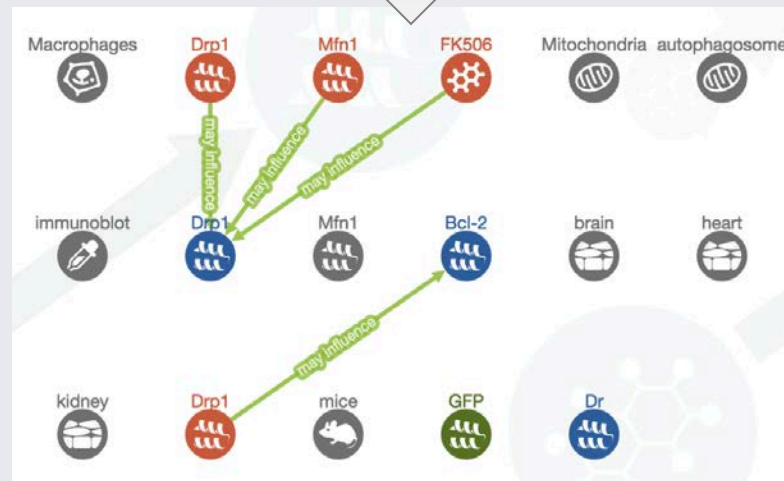 Macrophages Drp1 Mfn1 FK506 Mitochondria autophagosome
may influence may influence may influence
immunoblot Drp1 Mfn1 Bcl-2 brain heart
may influence
kidney Drp1 mice GFP Dr